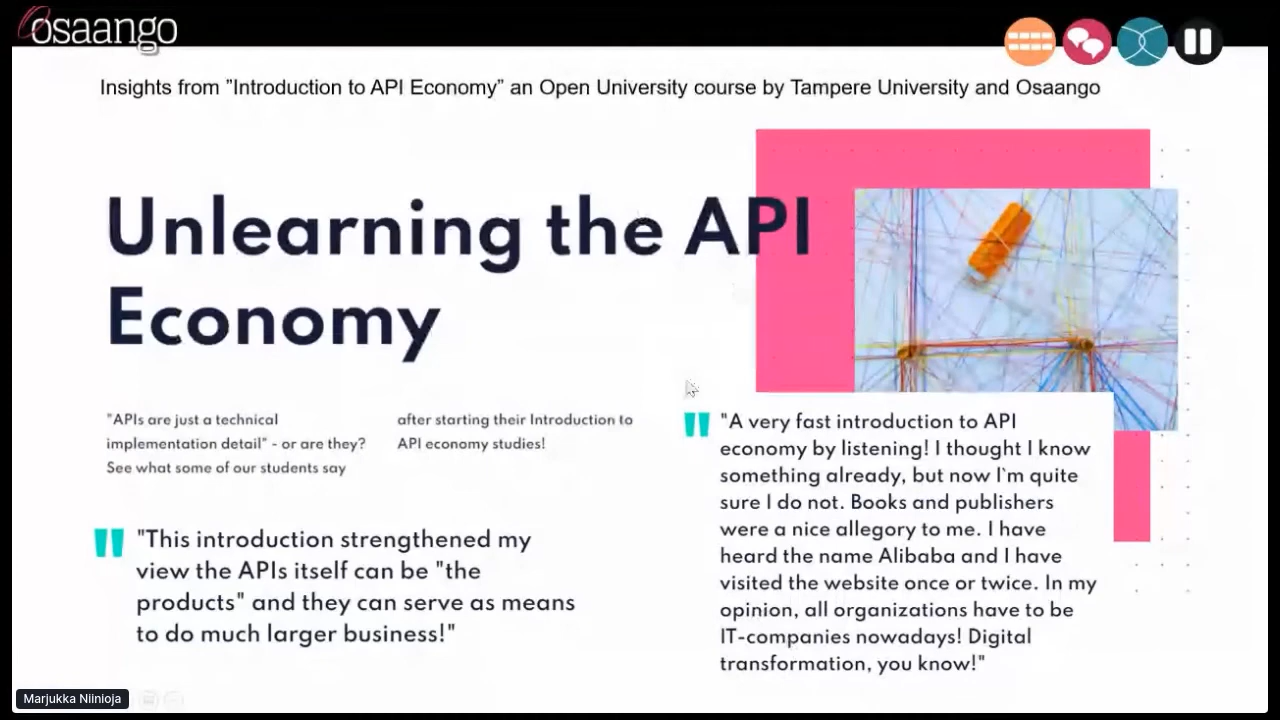 osaango
Insights from ”Introduction to API Economy” an Open University course by Tampere University and Osaango
Unlearning the API
Economy
"APIs are just a technical
implementation detail" - or are they?
See what some of our students say
after starting their Introduction to
API economy studies!
"This introduction strengthened my
view the APIs itself can be "the
products" and they can serve as means
to do much larger business!"
"A very fast introduction to API
economy by listening! I thought I know
something already, but now I`m quite
sure I do not. Books and publishers
were a nice allegory to me. I have
heard the name Alibaba and I have
visited the website once or twice. In my
opinion, all organizations have to be
IT-companies nowadays! Digital
transformation, you know!"
Marjukka Niinioja